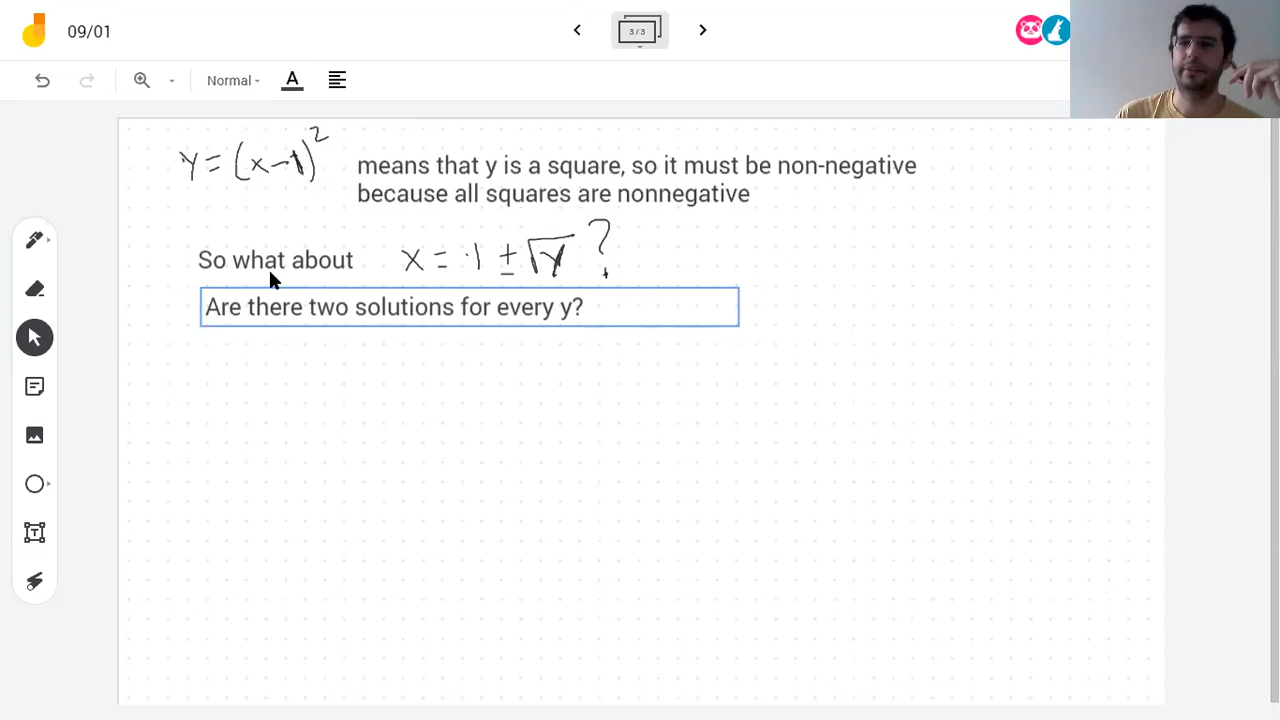 09/01
3 / 3
Normal
A
y = (x-1)²
means that y is a square, so it must be non-negative
because all squares are nonnegative
So what about x = 1 ± √y ?
Are there two solutions for every y?
T